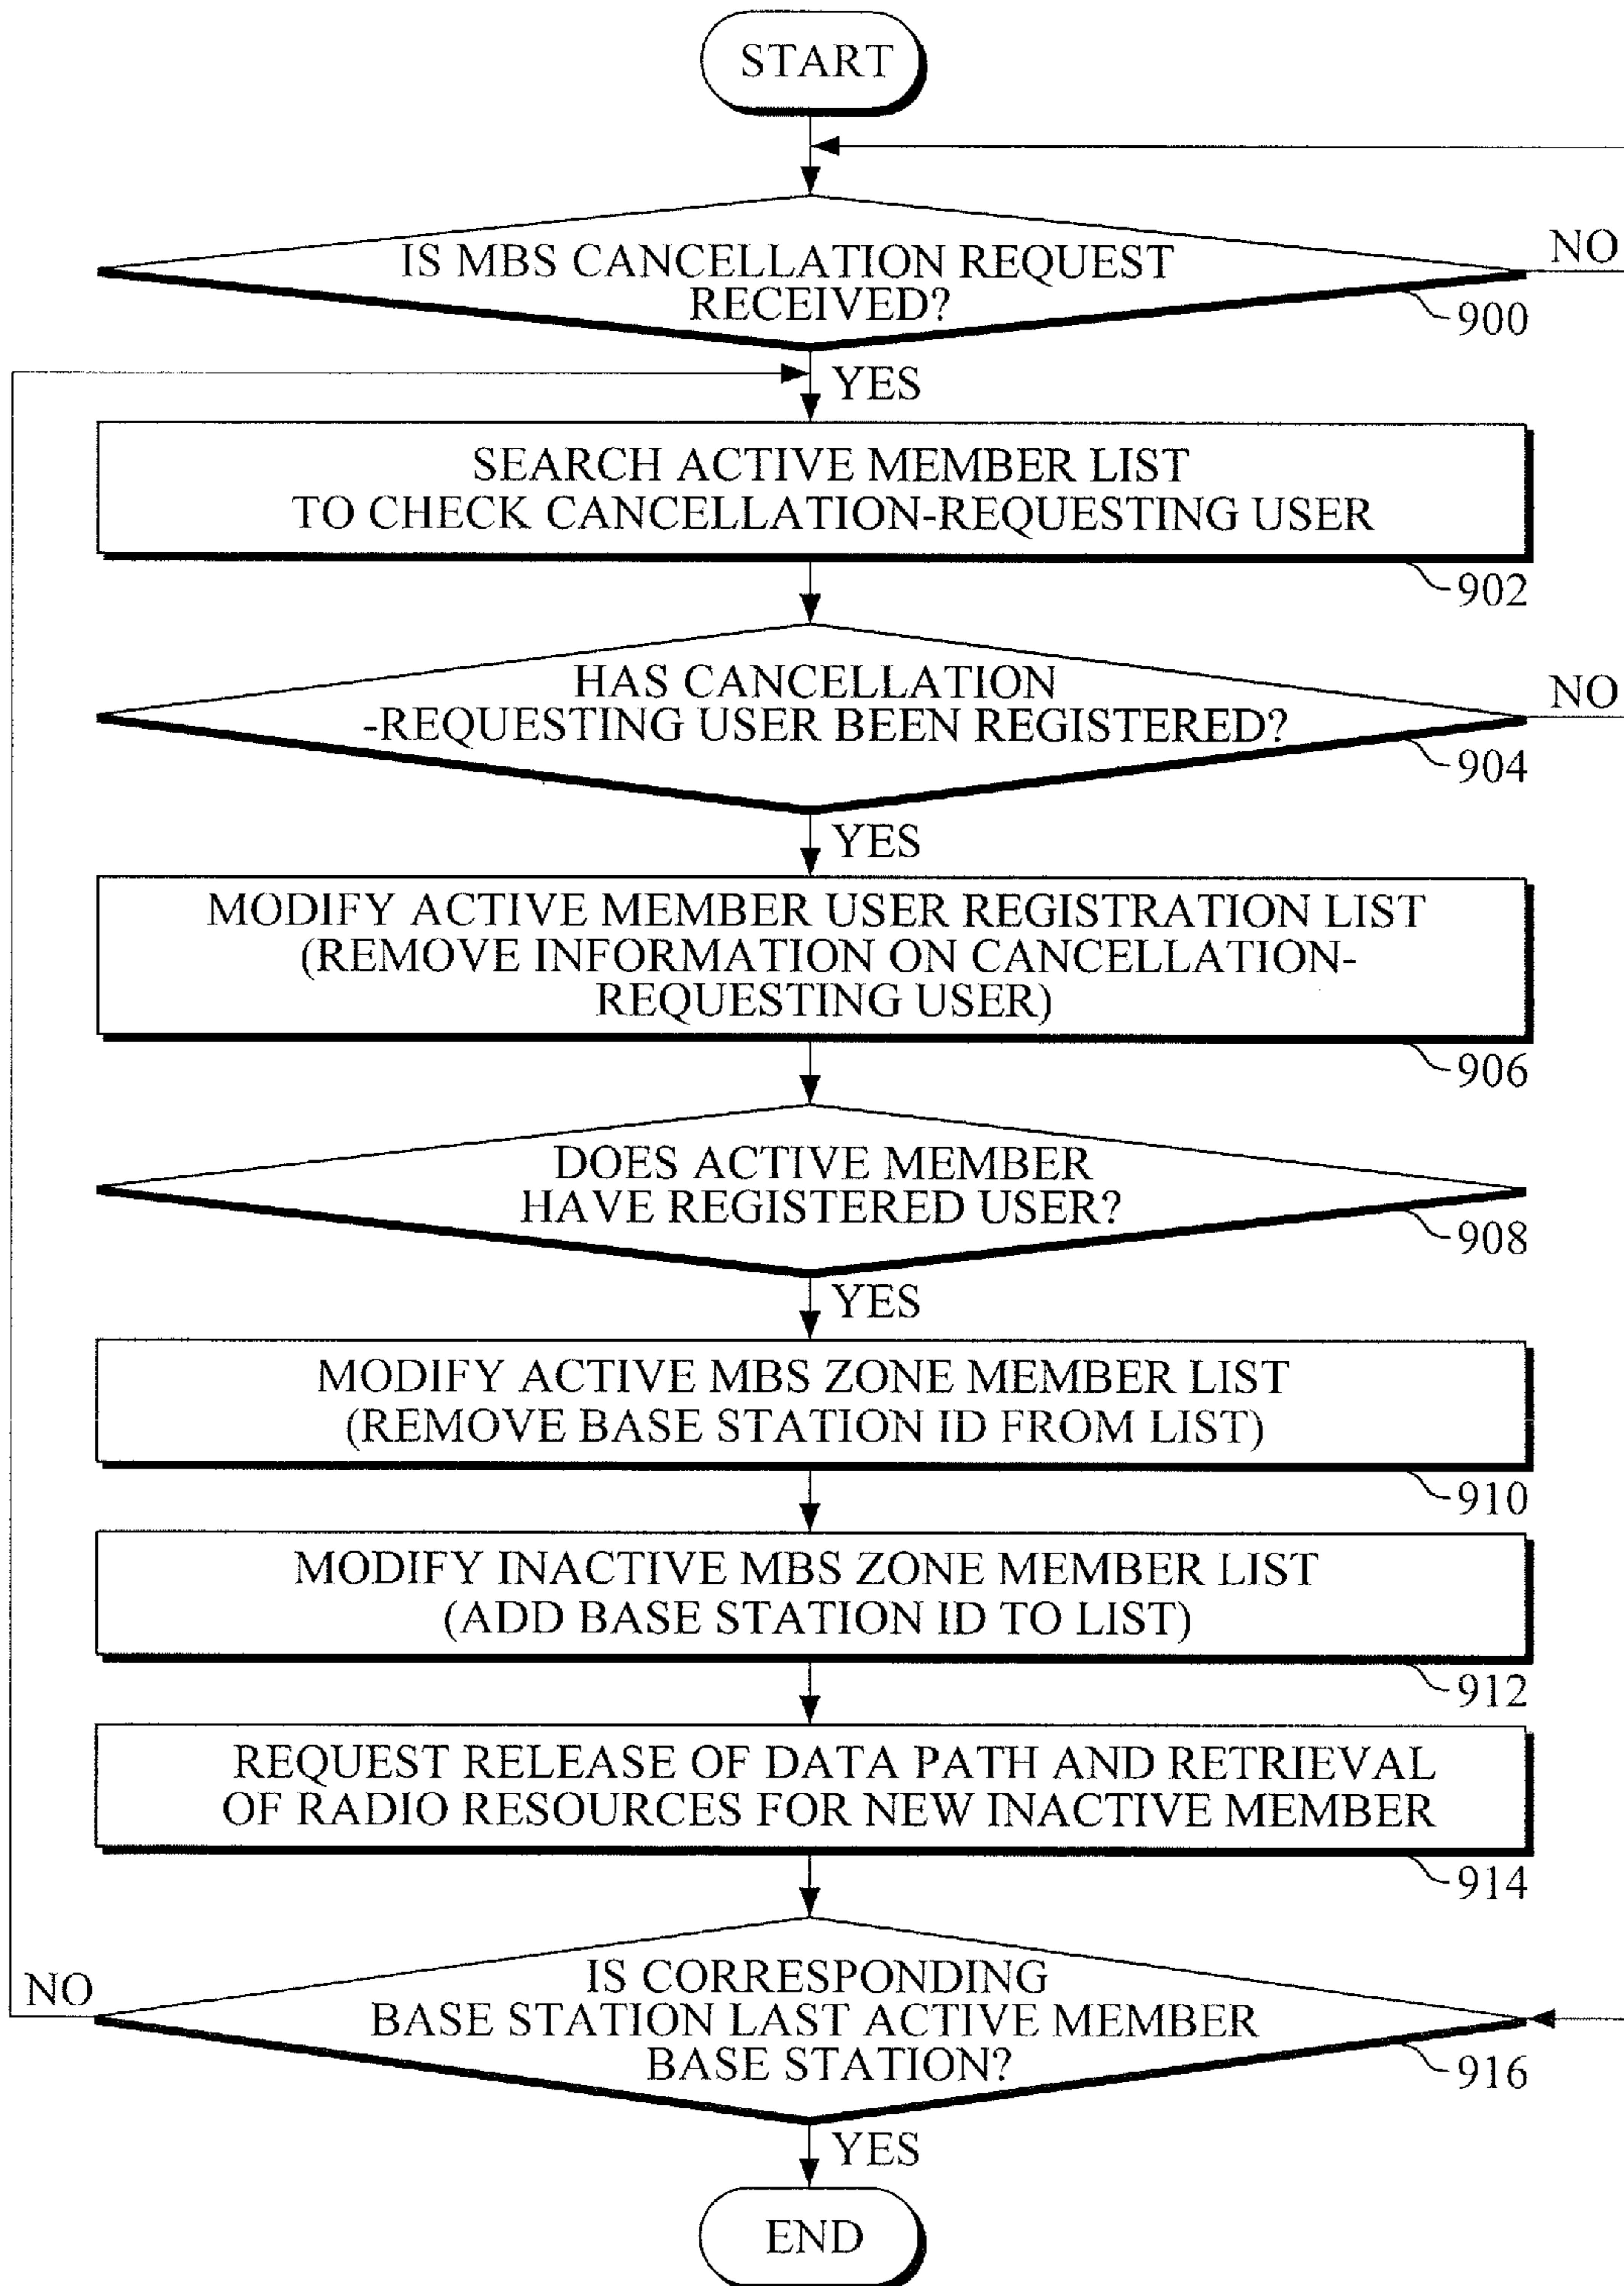 START
IS MBS CANCELLATION REQUEST
RECEIVED?
NO
900
YES
SEARCH ACTIVE MEMBER LIST
TO CHECK CANCELLATION-REQUESTING USER
902
HAS CANCELLATION
-REQUESTING USER BEEN REGISTERED?
NO
904
YES
MODIFY ACTIVE MEMBER USER REGISTRATION LIST
(REMOVE INFORMATION ON CANCELLATION-
REQUESTING USER)
906
DOES ACTIVE MEMBER
HAVE REGISTERED USER?
908
YES
MODIFY ACTIVE MBS ZONE MEMBER LIST
(REMOVE BASE STATION ID FROM LIST)
910
MODIFY INACTIVE MBS ZONE MEMBER LIST
(ADD BASE STATION ID TO LIST)
912
REQUEST RELEASE OF DATA PATH AND RETRIEVAL
OF RADIO RESOURCES FOR NEW INACTIVE MEMBER
914
NO
IS CORRESPONDING
BASE STATION LAST ACTIVE MEMBER
BASE STATION?
916
YES
END